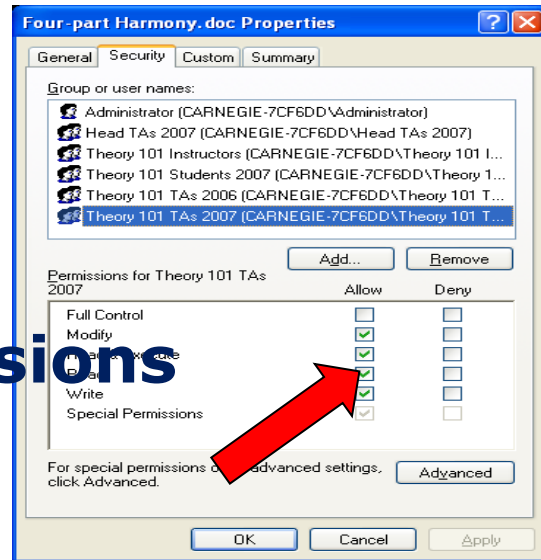 Four-part Harmony.doc Properties
General Security Custom Summary
Group or user names:
Administrator (CARNEGIE-7CF6DD\Administrator)
Head TAs 2007 (CARNEGIE-7CF6DD\Head TAs 2007)
Theory 101 Instructors (CARNEGIE-7CF6DD\Theory 101 I...
Theory 101 Students 2007 (CARNEGIE-7CF6DD\Theory 1...
Theory 101 TAs 2006 (CARNEGIE-7CF6DD\Theory 101 T...
Theory 101 TAs 2007 (CARNEGIE-7CF6DD\Theory 101 T...
Add... Remove
Permissions for Theory 101 TAs
2007 Allow Deny
Full Control
Modify
sions
Write
Special Permissions
For special permissions advanced settings,
click Advanced. Advanced
OK Cancel Apply